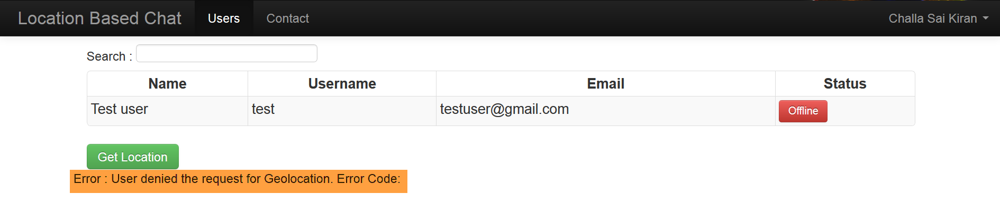 Location Based Chat Users Contact Challa Sai Kiran
Search :
Name Username Email Status
Test user test testuser@gmail.com Offline
Get Location
Error : User denied the request for Geolocation. Error Code: